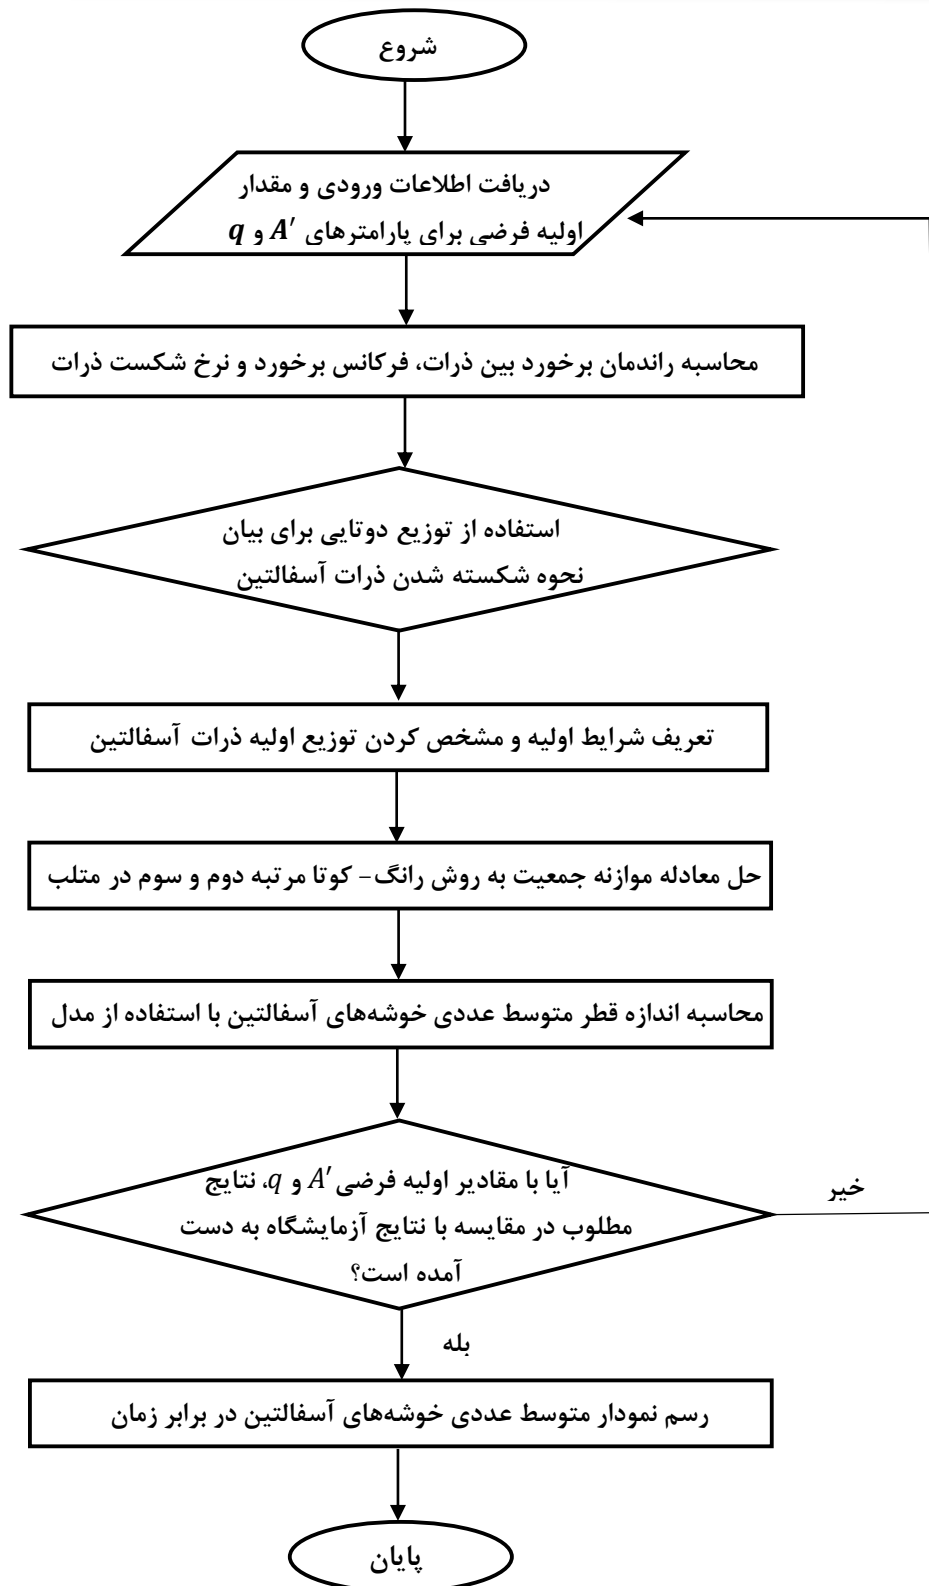 شروع
دریافت اطلاعات ورودی و مقدار
اولیه فرضی برای پارامترهای A′ و q
محاسبه راندمان برخورد بین ذرات، فرکانس برخورد و نرخ شکست ذرات
استفاده از توزیع دوتایی برای بیان
نحوه شکسته شدن ذرات آسفالتین
تعریف شرایط اولیه و مشخص کردن توزیع اولیه ذرات آسفالتین
حل معادله موازنه جمعیت به روش رانگ- کوتا مرتبه دوم و سوم در متلب
محاسبه اندازه قطر متوسط عددی خوشه‌های آسفالتین با استفاده از مدل
آیا با مقادیر اولیه فرضی A′ و q، نتایج
مطلوب در مقایسه با نتایج آزمایشگاه به دست
آمده است؟
خیر
بله
رسم نمودار متوسط عددی خوشه‌های آسفالتین در برابر زمان
پایان